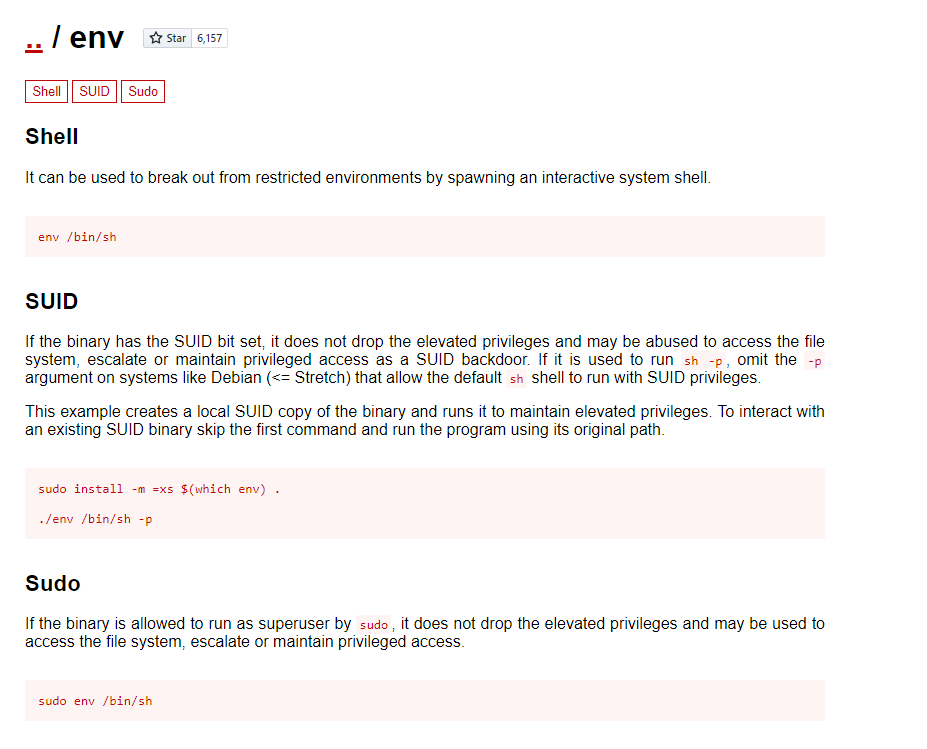 .. / env Star 6,157
Shell SUID Sudo
Shell
It can be used to break out from restricted environments by spawning an interactive system shell.
env /bin/sh
SUID
If the binary has the SUID bit set, it does not drop the elevated privileges and may be abused to access the file
system, escalate or maintain privileged access as a SUID backdoor. If it is used to run sh -p, omit the -p
argument on systems like Debian (<= Stretch) that allow the default sh shell to run with SUID privileges.
This example creates a local SUID copy of the binary and runs it to maintain elevated privileges. To interact with
an existing SUID binary skip the first command and run the program using its original path.
sudo install -m =xs $(which env) .
./env /bin/sh -p
Sudo
If the binary is allowed to run as superuser by sudo, it does not drop the elevated privileges and may be used to
access the file system, escalate or maintain privileged access.
sudo env /bin/sh